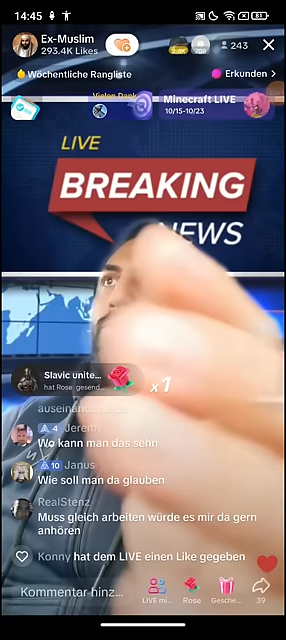 14:45
81
Ex-Muslim
293.4K Likes
243
Wöchentliche Rangliste
Erkunden >
Vielen Dank
Minecraft LIVE
10/15-10/23
LIVE
BREAKING
NEWS
Slavic unite...
hat Rose gesend...
x1
auseinander
4 Jeremy
Wo kann man das sehn
10 Janus
Wie soll man da glauben
RealStenz
Muss gleich arbeiten würde es mir da gern
anhören
Konny hat dem LIVE einen Like gegeben
Kommentar hinz...
LIVE mi...
Rose
Gesche...
39